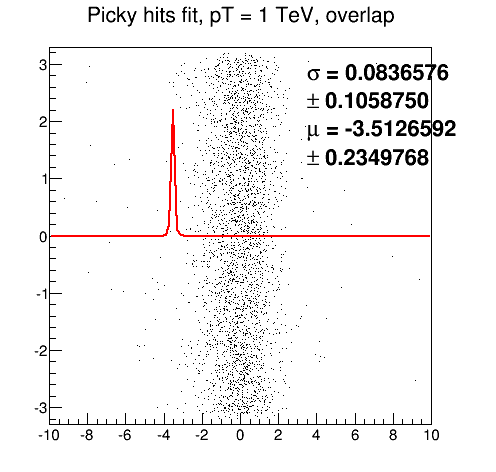 Picky hits fit, pT = 1 TeV, overlap
σ = 0.0836576
± 0.1058750
μ = -3.5126592
± 0.2349768
3
2
1
0
-1
-2
-3
-10 -8 -6 -4 -2 0 2 4 6 8 10